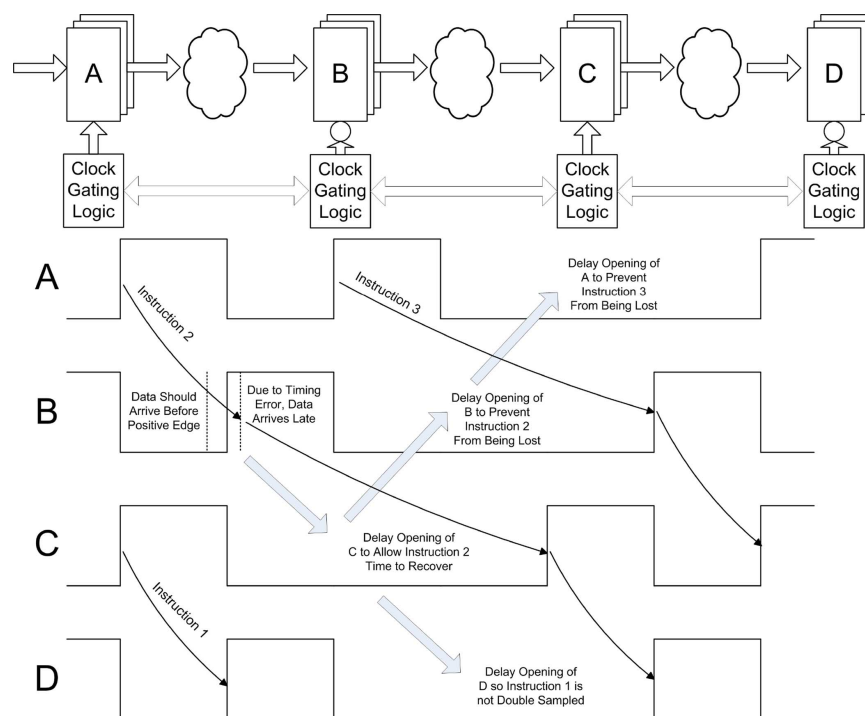 A
B
C
D
Clock
Gating
Logic
Clock
Gating
Logic
Clock
Gating
Logic
Clock
Gating
Logic
A
Instruction 2
Instruction 3
Delay Opening of
A to Prevent
Instruction 3
From Being Lost
B
Data Should
Arrive Before
Positive Edge
Due to Timing
Error, Data
Arrives Late
Delay Opening of
B to Prevent
Instruction 2
From Being Lost
C
Instruction 1
Delay Opening of
C to Allow Instruction 2
Time to Recover
D
Delay Opening of
D so Instruction 1 is
not Double Sampled